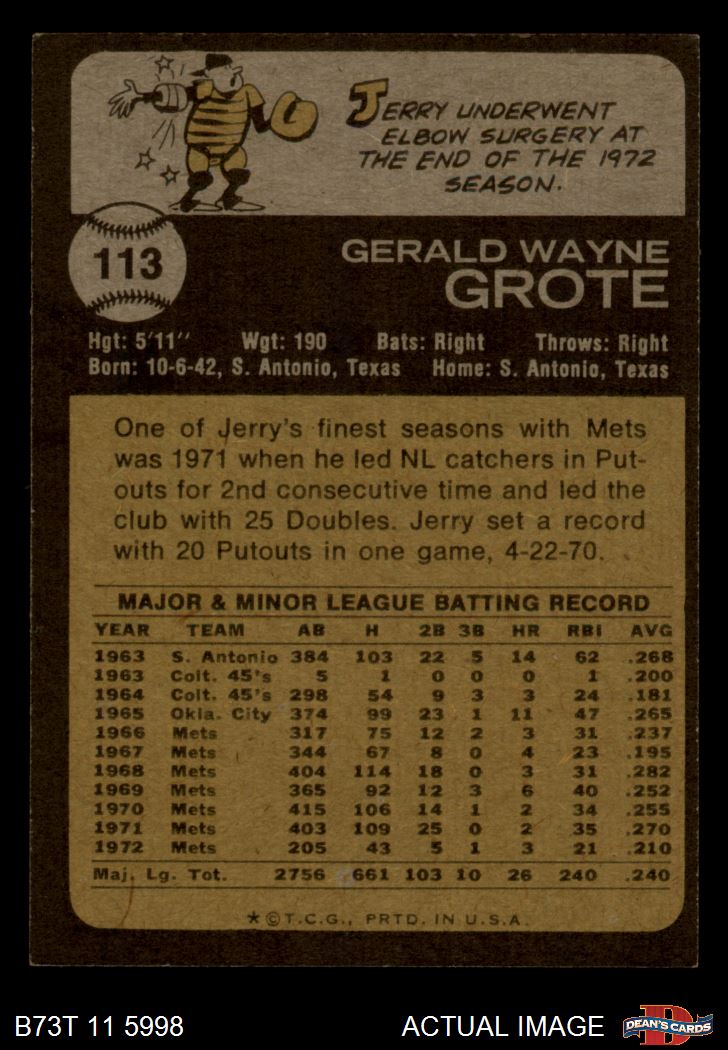 JERRY UNDERWENT
ELBOW SURGERY AT
THE END OF THE 1972
SEASON.
113
GERALD WAYNE
GROTE
Hgt: 5'11" Wgt: 190 Bats: Right Throws: Right
Born: 10-6-42, S. Antonio, Texas Home: S. Antonio, Texas
One of Jerry's finest seasons with Mets
was 1971 when he led NL catchers in Put-
outs for 2nd consecutive time and led the
club with 25 Doubles. Jerry set a record
with 20 Putouts in one game, 4-22-70.
MAJOR & MINOR LEAGUE BATTING RECORD
YEAR TEAM AB H 2B 3B HR RBI AVG
1963 S. Antonio 384 103 22 5 14 62 .268
1963 Colt. 45's 5 1 0 0 0 1 .200
1964 Colt. 45's 298 54 9 3 3 24 .181
1965 Okla. City 374 99 23 1 11 47 .265
1966 Mets 317 75 12 2 3 31 .237
1967 Mets 344 67 8 0 4 23 .195
1968 Mets 404 114 18 0 3 31 .282
1969 Mets 365 92 12 3 6 40 .252
1970 Mets 415 106 14 1 2 34 .255
1971 Mets 403 109 25 0 2 35 .270
1972 Mets 205 43 5 1 3 21 .210
Maj. Lg. Tot. 2756 661 103 10 26 240 .240
★©T.C.G., PRTD. IN U.S.A.
B73T 11 5998 ACTUAL IMAGE
D
DEAN'S CARDS